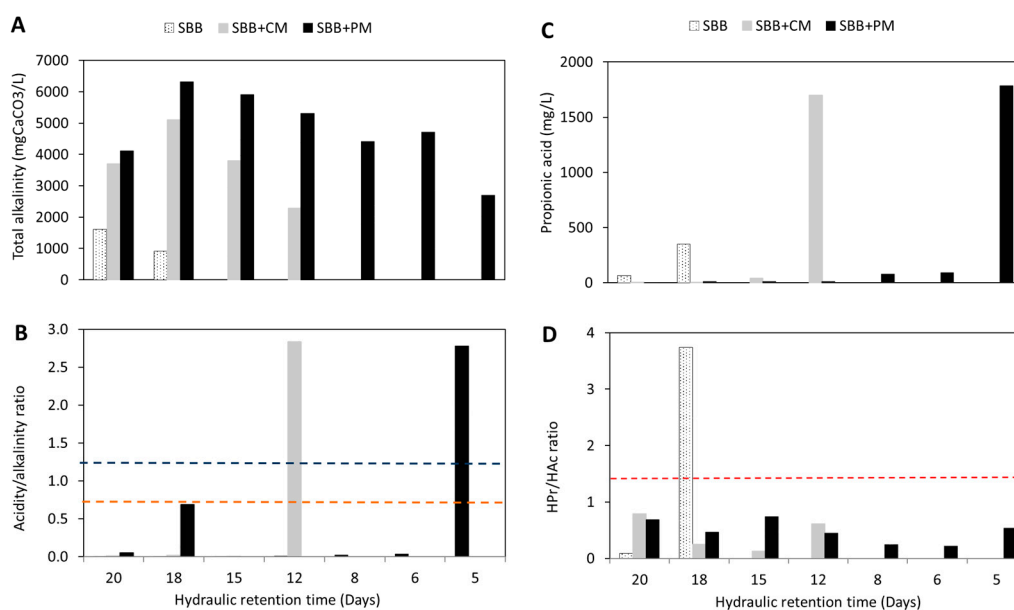 A
SBB SBB+CM SBB+PM
Total alkalinity (mgCaCO3/L)
7000
6000
5000
4000
3000
2000
1000
0
B
Acidity/alkalinity ratio
3.0
2.5
2.0
1.5
1.0
0.5
0.0
20 18 15 12 8 6 5
Hydraulic retention time (Days)
C
SBB SBB+CM SBB+PM
Propionic acid (mg/L)
2000
1500
1000
500
0
D
HPr/HAc ratio
4
3
2
1
0
20 18 15 12 8 6 5
Hydraulic retention time (Days)